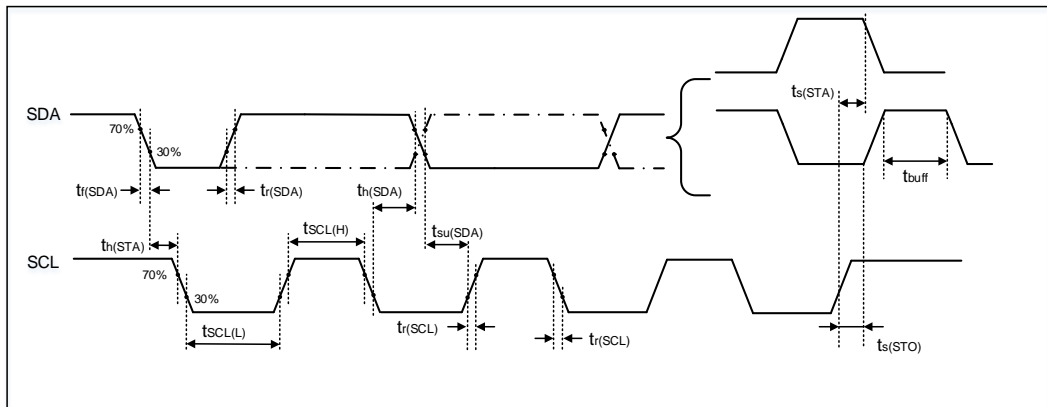 ts(STA)
SDA
70%
30%
tbuff
tf(SDA)
tr(SDA)
th(SDA)
tSCL(H)
tsu(SDA)
th(STA)
SCL
70%
30%
tSCL(L)
tr(SCL)
tr(SCL)
ts(STO)